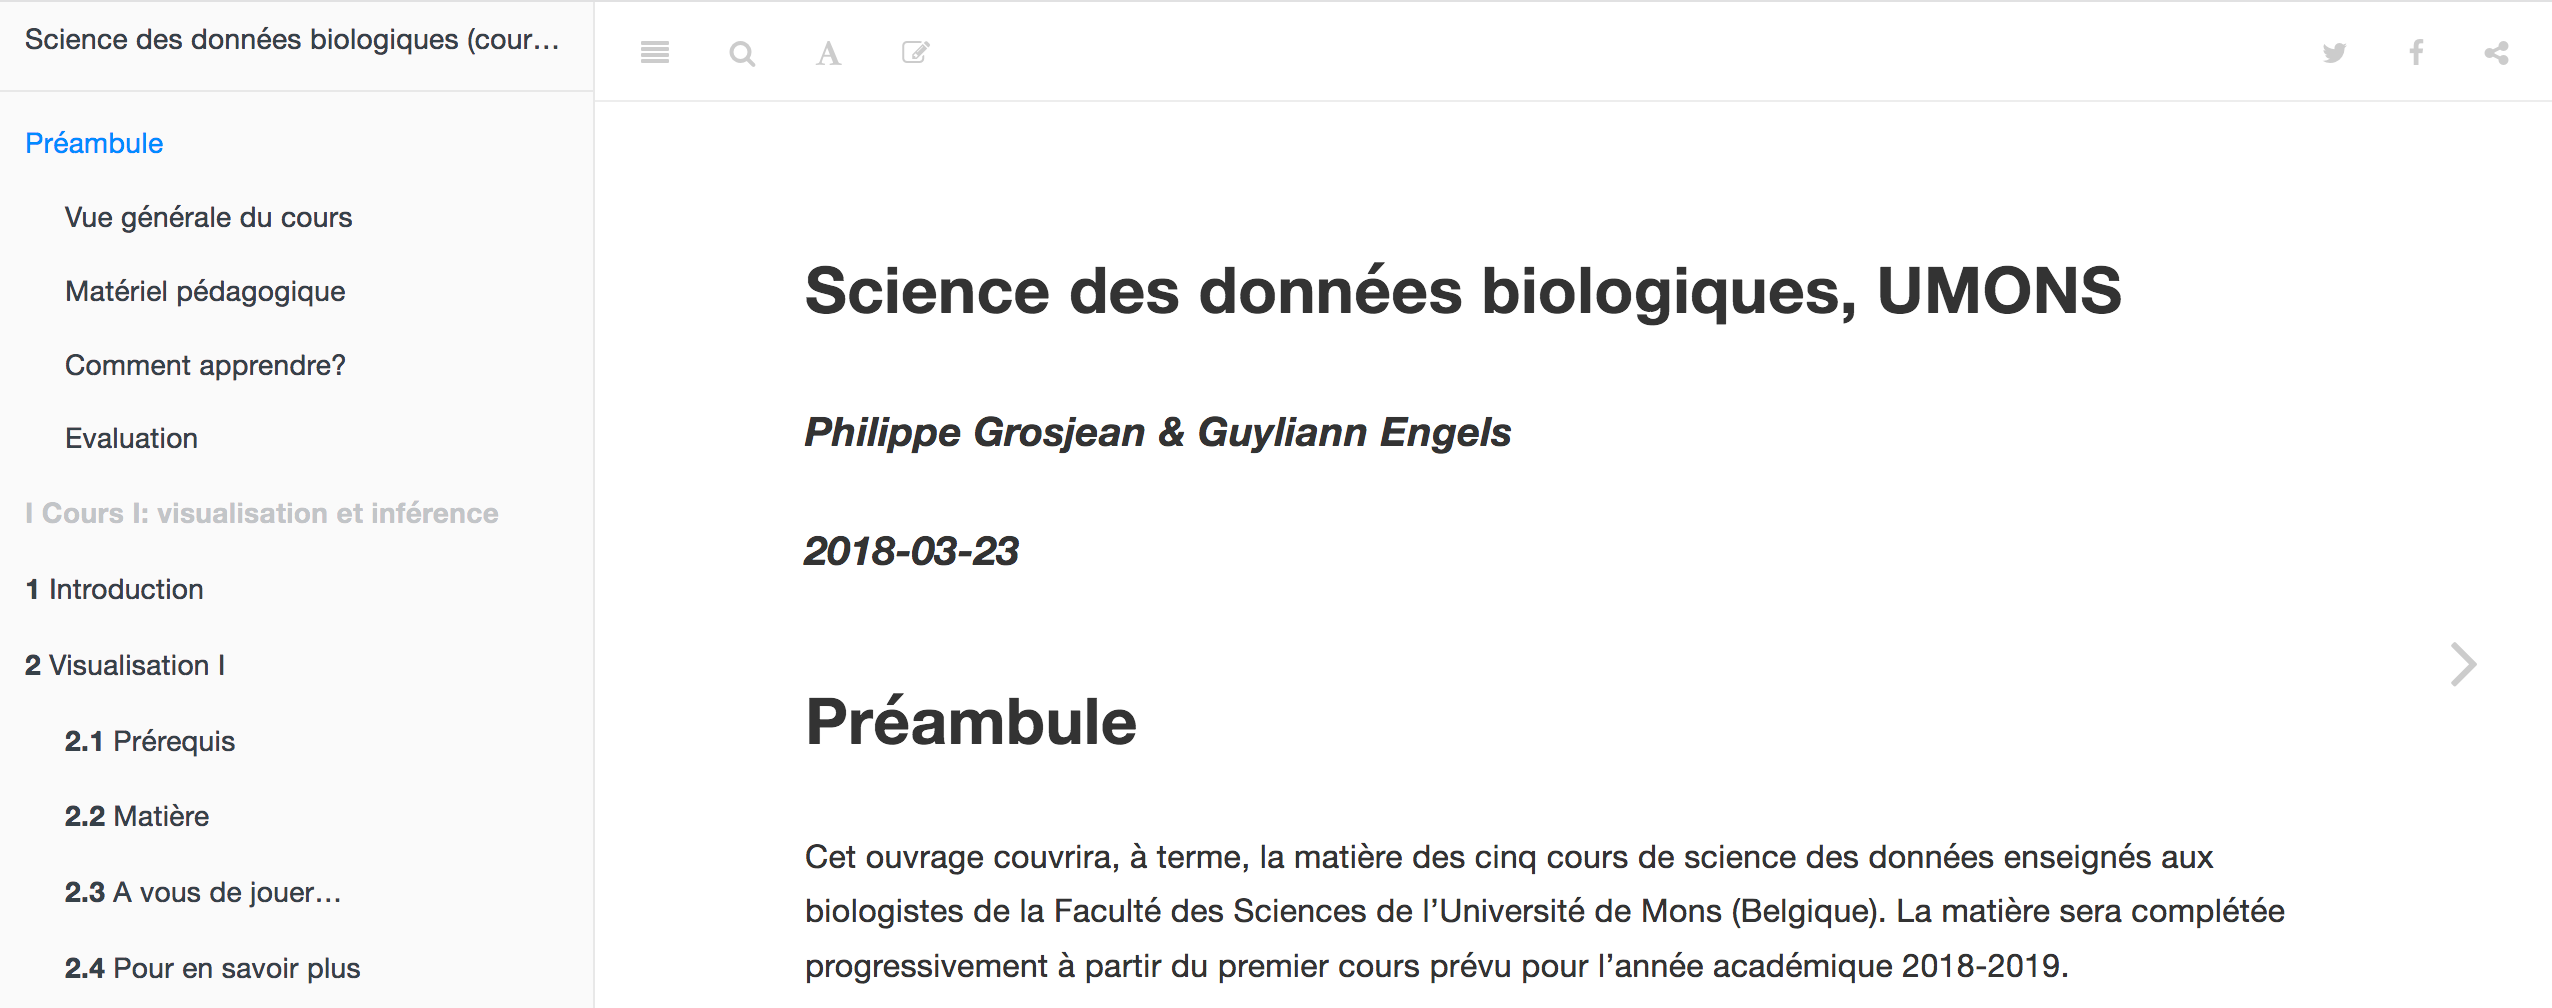 Science des données biologiques (cour...
Préambule
Vue générale du cours
Matériel pédagogique
Comment apprendre?
Evaluation
I Cours I: visualisation et inférence
1 Introduction
2 Visualisation I
2.1 Prérequis
2.2 Matière
2.3 A vous de jouer...
2.4 Pour en savoir plus
Science des données biologiques, UMONS
Philippe Grosjean & Guyliann Engels
2018-03-23
Préambule
Cet ouvrage couvrira, à terme, la matière des cinq cours de science des données enseignés aux
biologistes de la Faculté des Sciences de l’Université de Mons (Belgique). La matière sera complétée
progressivement à partir du premier cours prévu pour l’année académique 2018-2019.